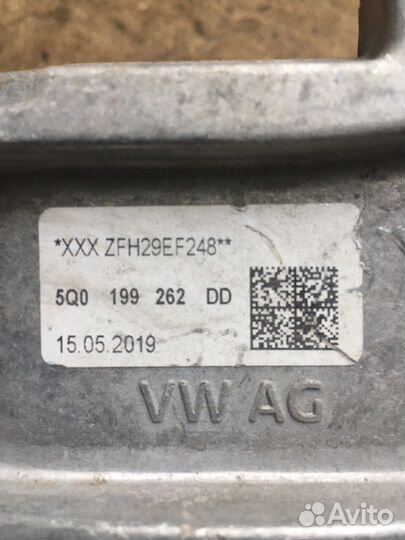 *XXX ZFH29EF248**
5Q0 199 262 DD
15.05.2019
VW AG
Avito